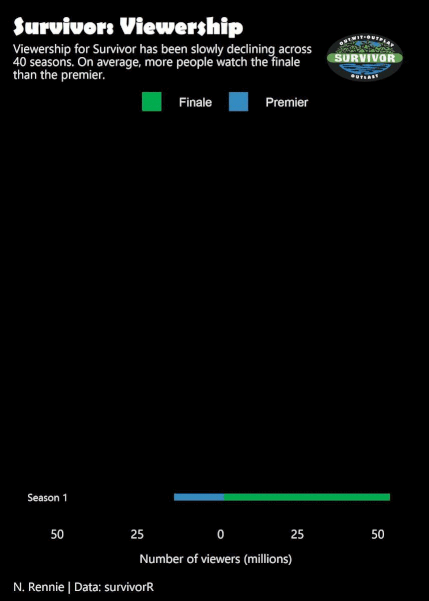 Survivor: Viewership
Viewership for Survivor has been slowly declining across
40 seasons. On average, more people watch the finale
than the premier.
OUTWIT·OUTPLAY
SURVIVOR
OUTLAST
Finale Premier
Season 1
50 25 0 25 50
Number of viewers (millions)
N. Rennie | Data: survivoR